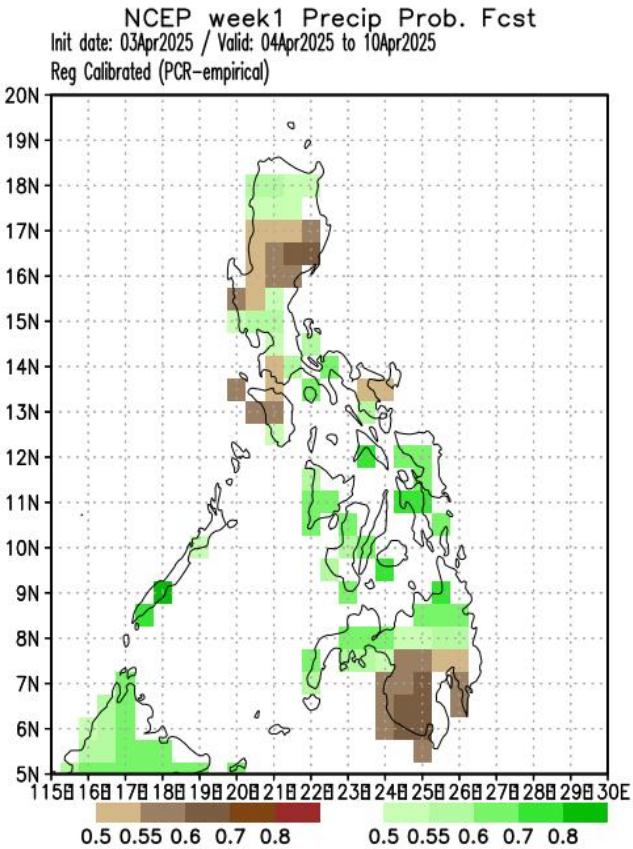 NCEP week1 Precip Prob. Fcst
Init date: 03Apr2025 / Valid: 04Apr2025 to 10Apr2025
Reg Calibrated (PCR-empirical)
20N
19N
18N
17N
16N
15N
14N
13N
12N
11N
10N
9N
8N
7N
6N
5N
115E 116E 117E 118E 119E 120E 121E 122E 123E 124E 125E 126E 127E 128E 129E 130E
0.5 0.55 0.6 0.7 0.8 0.5 0.55 0.6 0.7 0.8